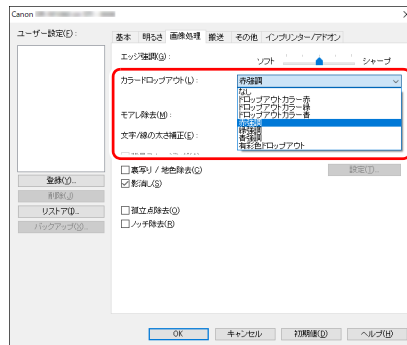 Canon
ユーザー設定(F):
基本 明るさ 画像処理 搬送 その他 インプリンター/アドオン
エッジ強調(G):
ソフト
シャープ
カラードロップアウト(L):
赤強調
なし
ドロップアウトカラー赤
ドロップアウトカラー緑
ドロップアウトカラー青
赤強調
緑強調
青強調
有彩色ドロップアウト
モアレ除去(M):
文字/線の太さ補正(E):
裏写り / 地色除去(C)
設定(T)...
影消し(S)
孤立点除去(O)
ノッチ除去(R)
登録(Y)...
削除(J)
リストア(I)...
バックアップ(X)...
OK
キャンセル
初期値(D)
ヘルプ(H)